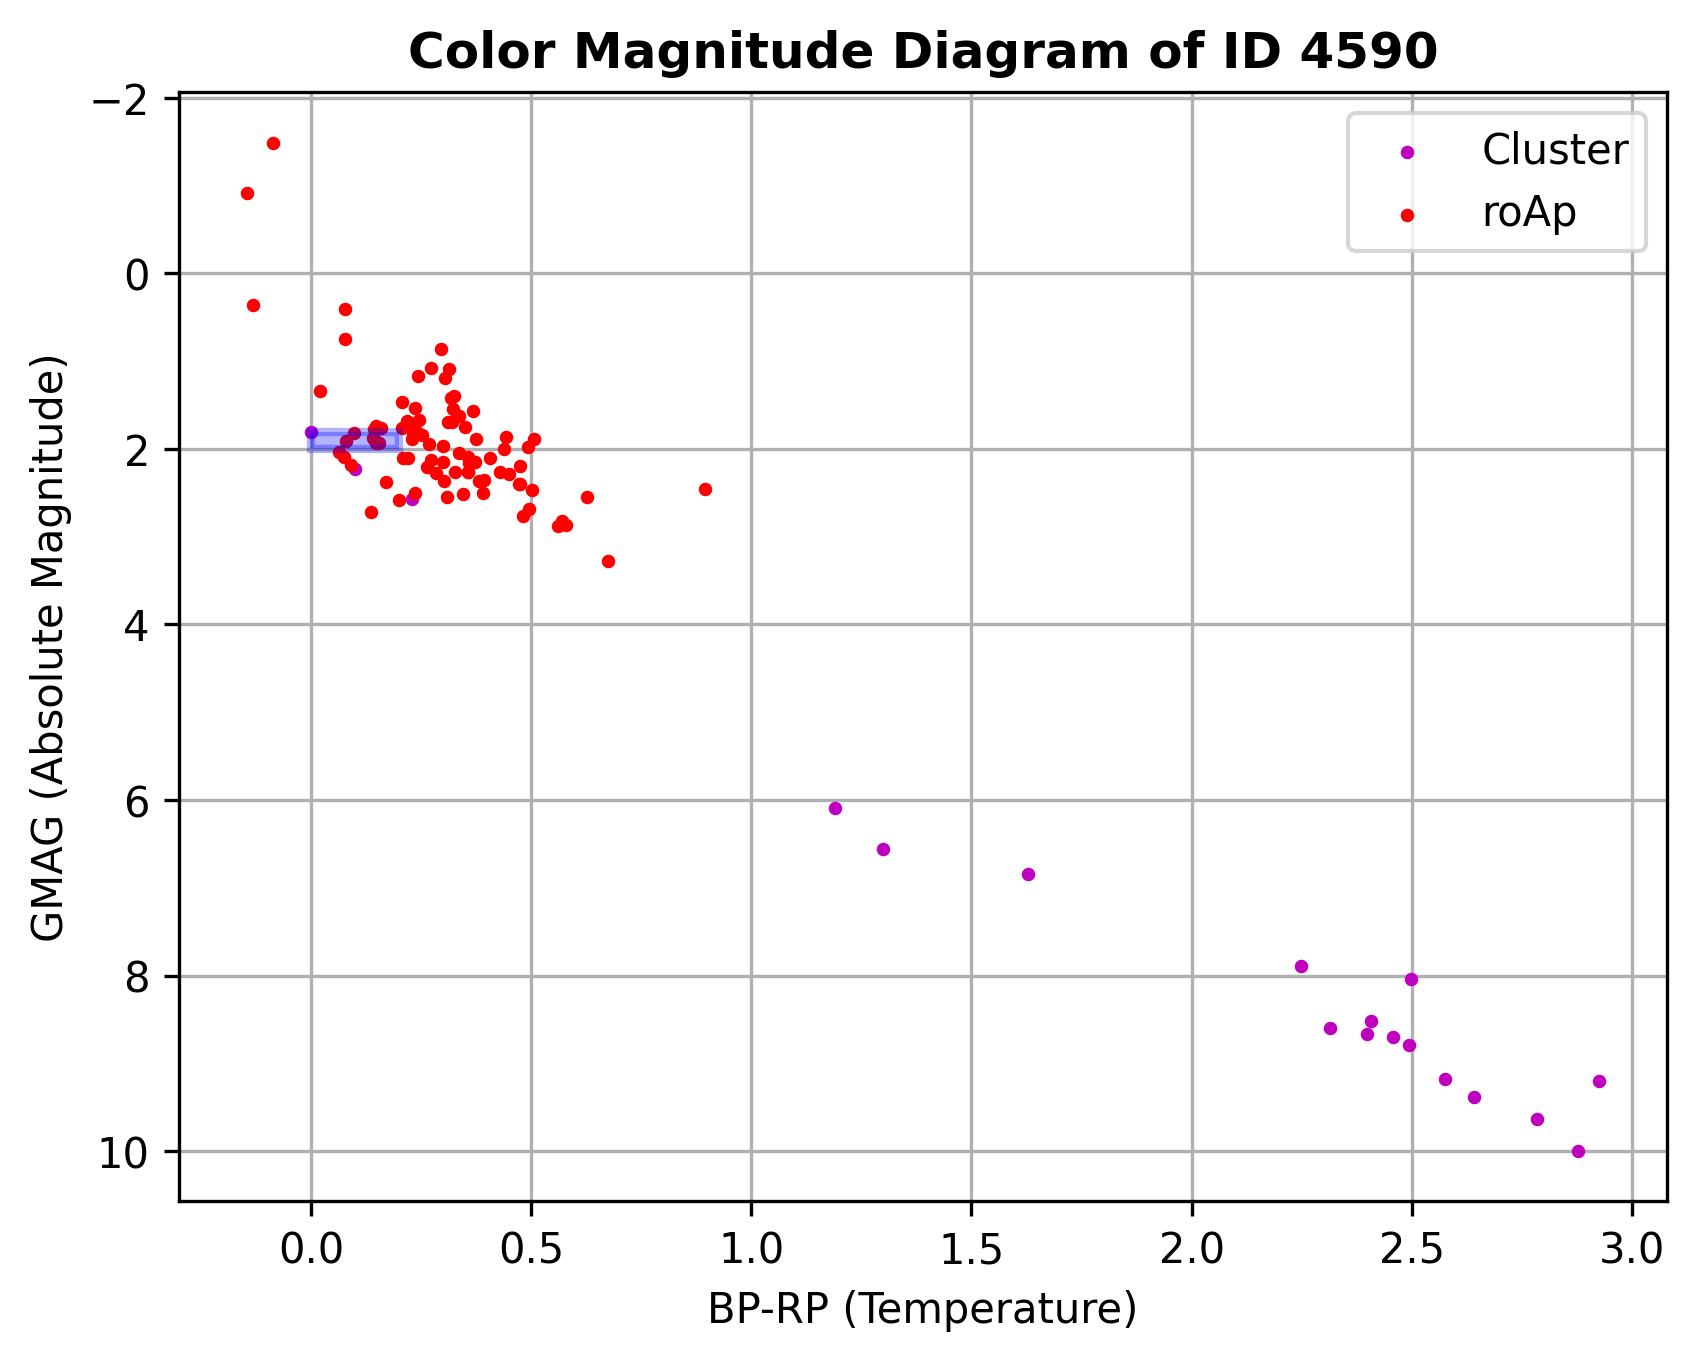 Color Magnitude Diagram of ID 4590
Cluster
roAp
GMAG (Absolute Magnitude)
−2
0
2
4
6
8
10
0.0 0.5 1.0 1.5 2.0 2.5 3.0
BP-RP (Temperature)